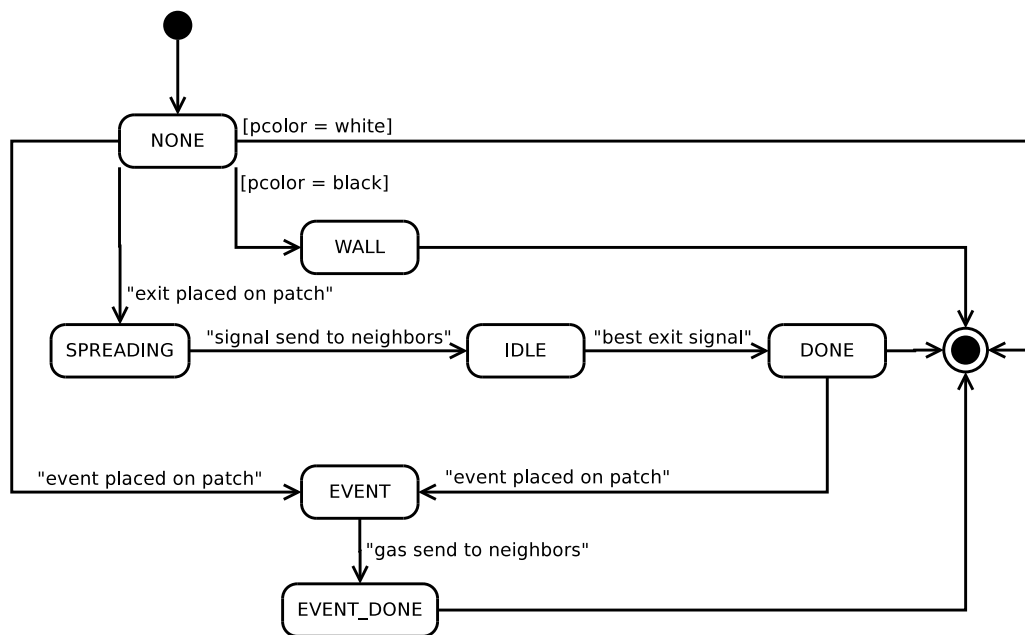 [pcolor = white]
NONE
[pcolor = black]
WALL
"exit placed on patch"
"signal send to neighbors"
"best exit signal"
SPREADING
IDLE
DONE
"event placed on patch"
"event placed on patch"
EVENT
"gas send to neighbors"
EVENT_DONE